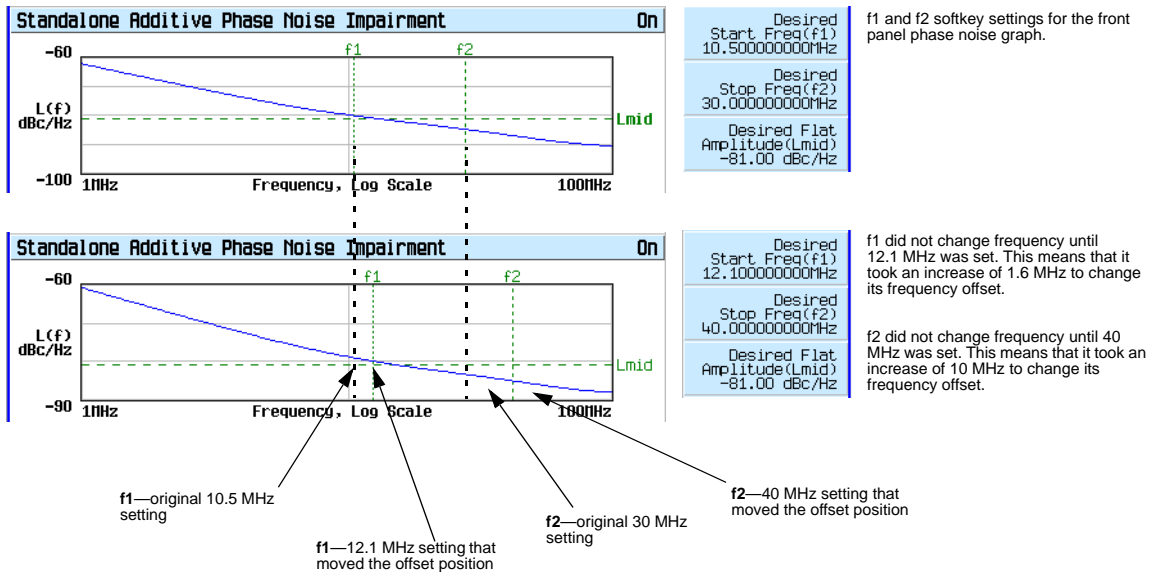 Standalone Additive Phase Noise Impairment On
-60
f1 f2
L(f)
dBc/Hz
Lmid
-100
1MHz Frequency, Log Scale 100MHz
Desired
Start Freq(f1)
10.500000000MHz
Desired
Stop Freq(f2)
30.000000000MHz
Desired Flat
Amplitude(Lmid)
-81.00 dBc/Hz
f1 and f2 softkey settings for the front
panel phase noise graph.
Standalone Additive Phase Noise Impairment On
-60
f1 f2
L(f)
dBc/Hz
Lmid
-90
1MHz Frequency, Log Scale 100MHz
Desired
Start Freq(f1)
12.100000000MHz
Desired
Stop Freq(f2)
40.000000000MHz
Desired Flat
Amplitude(Lmid)
-81.00 dBc/Hz
f1 did not change frequency until
12.1 MHz was set. This means that it
took an increase of 1.6 MHz to change
its frequency offset.
f2 did not change frequency until 40
MHz was set. This means that it took an
increase of 10 MHz to change its
frequency offset.
f1—original 10.5 MHz
setting
f1—12.1 MHz setting that
moved the offset position
f2—original 30 MHz
setting
f2—40 MHz setting that
moved the offset position